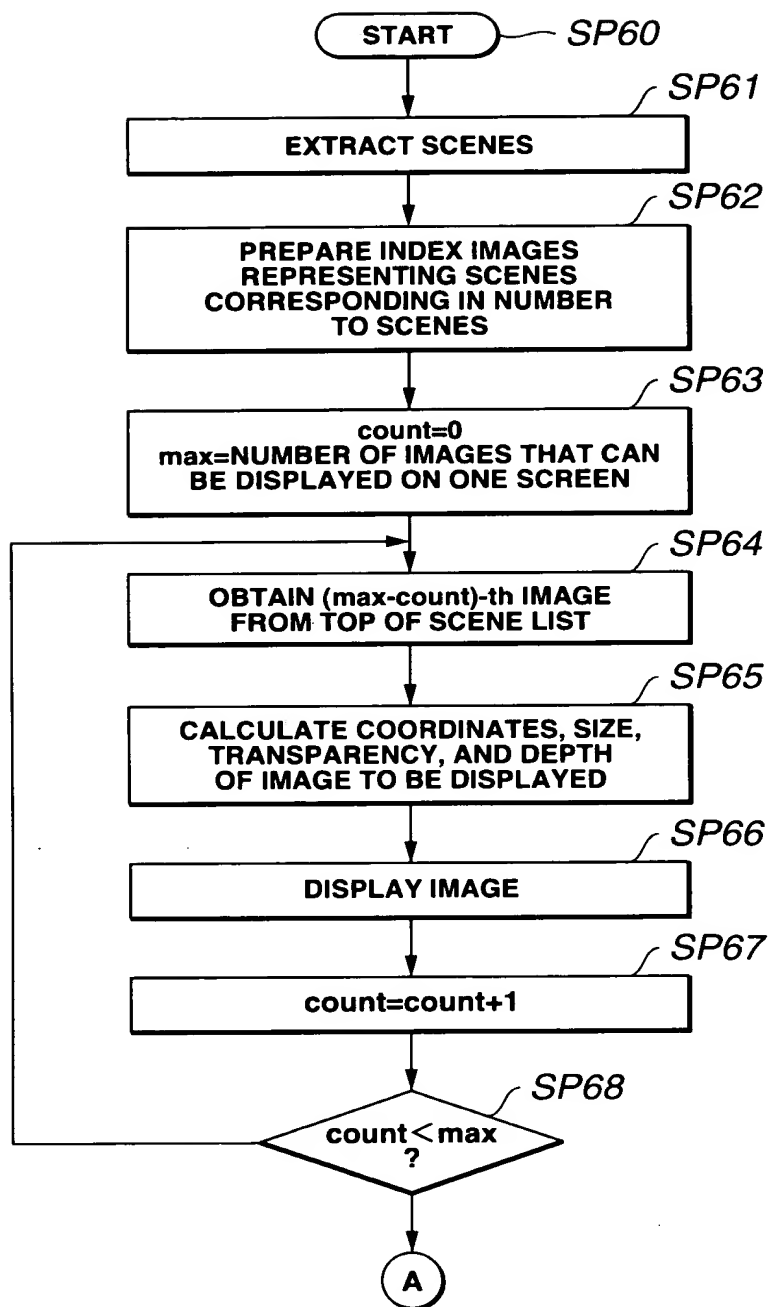 START
SP60
SP61
EXTRACT SCENES
SP62
PREPARE INDEX IMAGES
REPRESENTING SCENES
CORRESPONDING IN NUMBER
TO SCENES
SP63
count=0
max=NUMBER OF IMAGES THAT CAN
BE DISPLAYED ON ONE SCREEN
SP64
OBTAIN (max-count)-th IMAGE
FROM TOP OF SCENE LIST
SP65
CALCULATE COORDINATES, SIZE,
TRANSPARENCY, AND DEPTH
OF IMAGE TO BE DISPLAYED
SP66
DISPLAY IMAGE
SP67
count=count+1
SP68
count<max
?
A